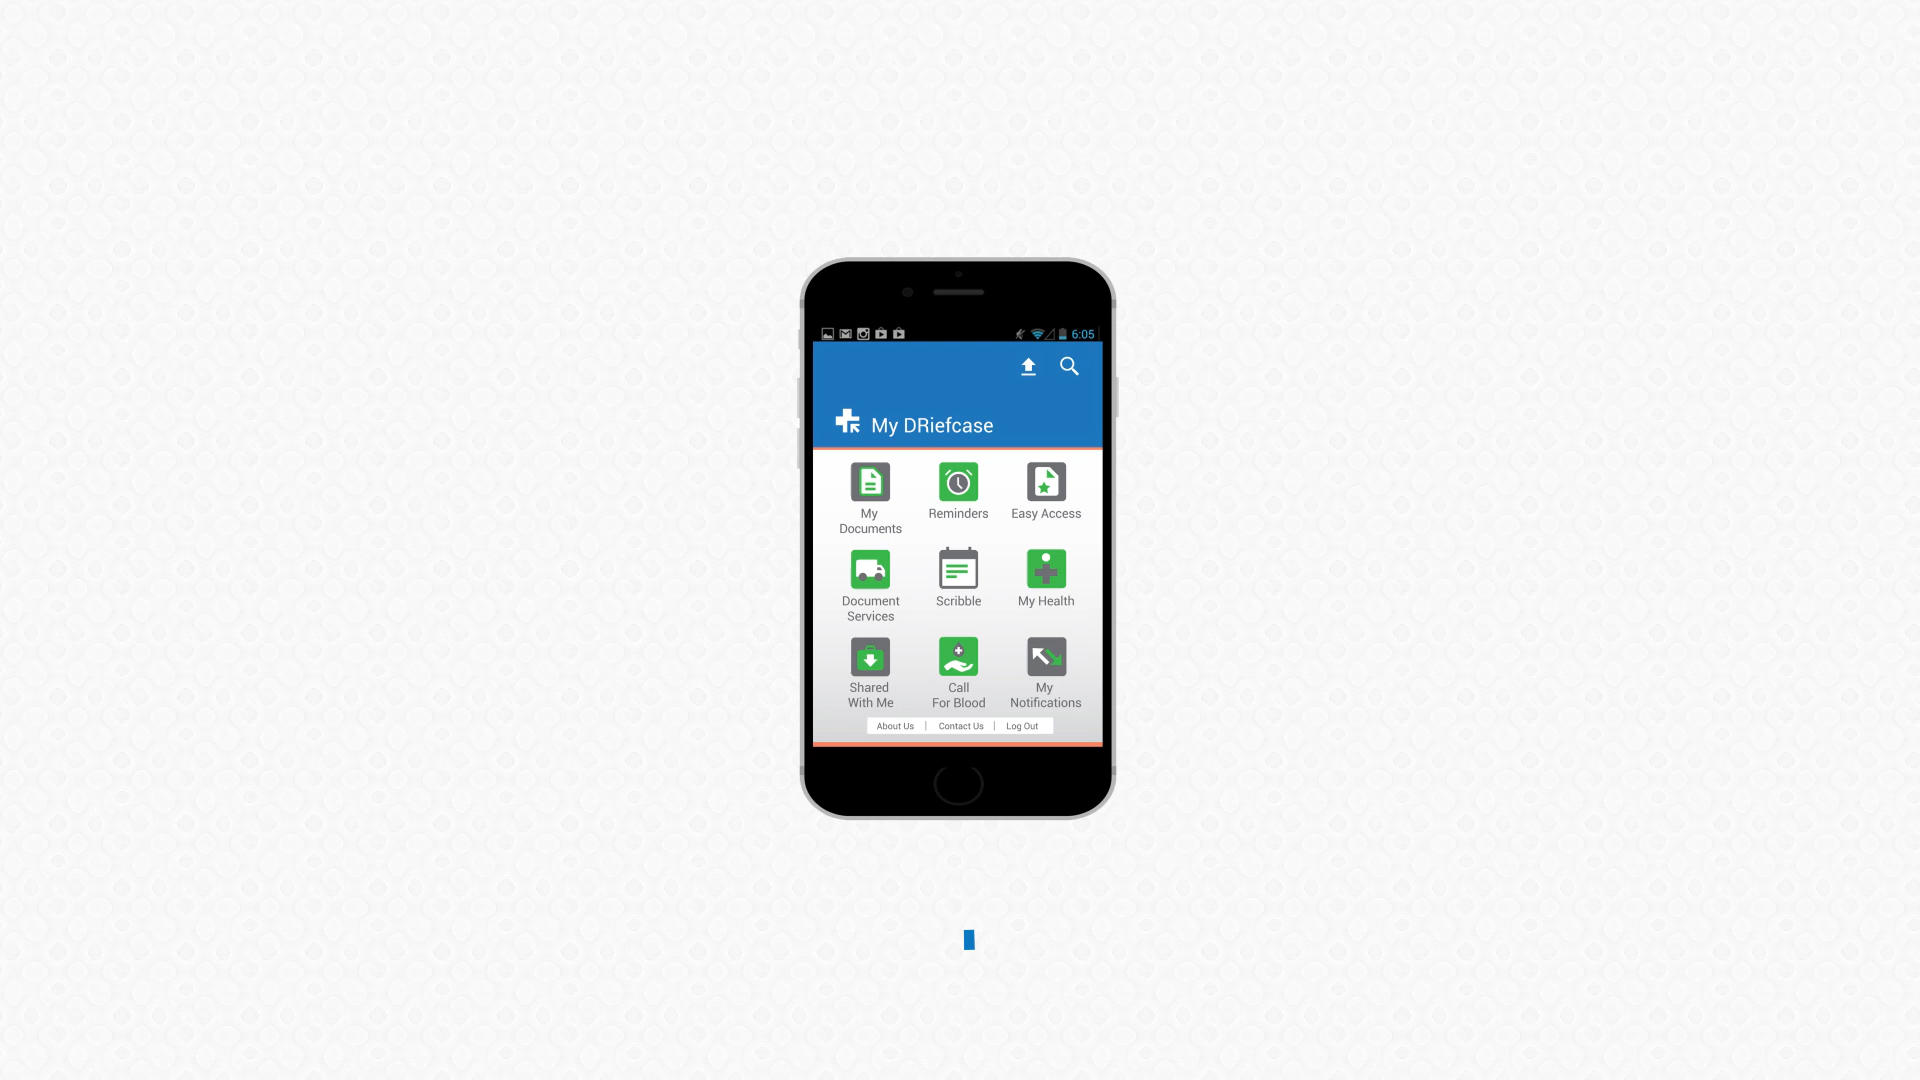 6:05
My DRiefcase
My
Documents
Reminders
Easy Access
Document
Services
Scribble
My Health
Shared
With Me
Call
For Blood
My
Notifications
About Us | Contact Us | Log Out